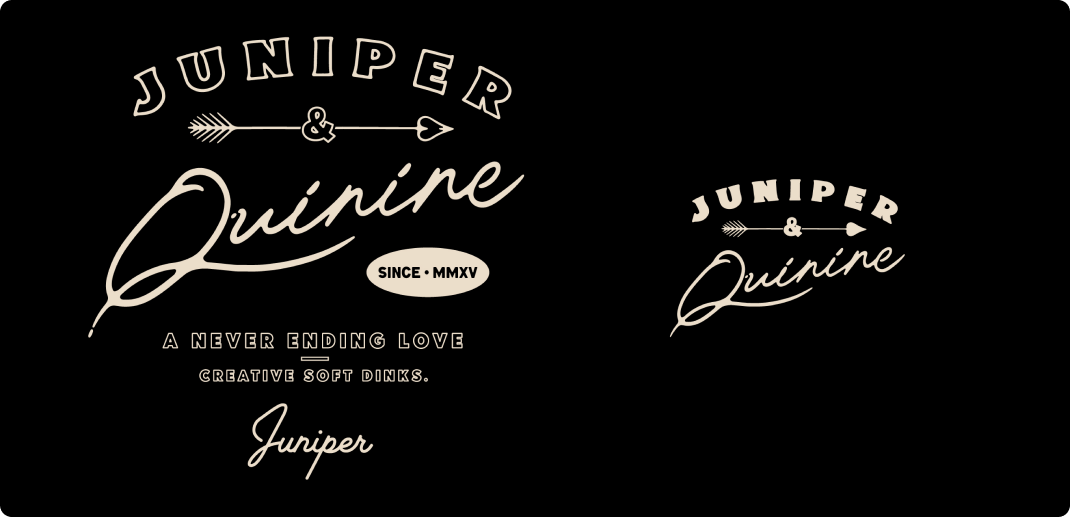 JUNIPER
&
Quinine
SINCE • MMXV
A NEVER ENDING LOVE
CREATIVE SOFT DINKS.
Juniper
JUNIPER
&
Quinine